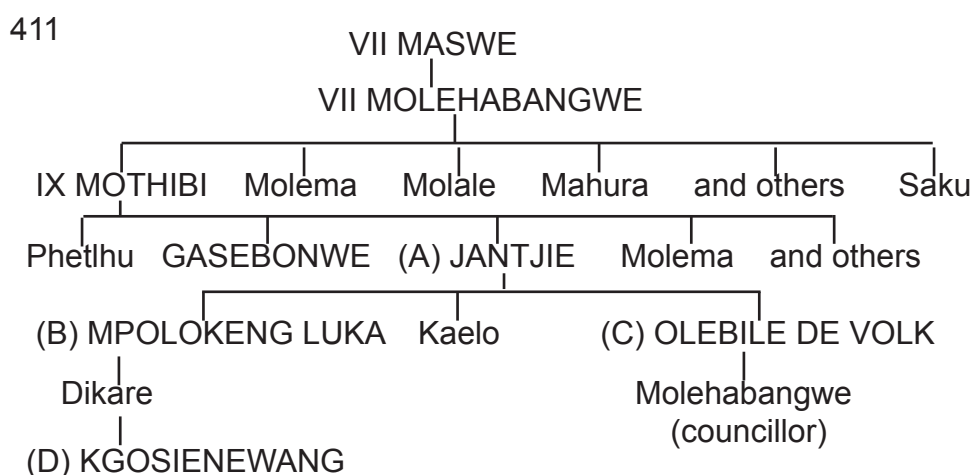 411
VII MASWE
VII MOLEHABANGWE
IX MOTHIBI Molema Molale Mahura and others Saku
Phetlhu GASEBONWE (A) JANTJIE Molema and others
(B) MPOLOKENG LUKA Kaelo (C) OLEBILE DE VOLK
Dikare Molehabangwe
(councillor)
(D) KGOSIENEWANG